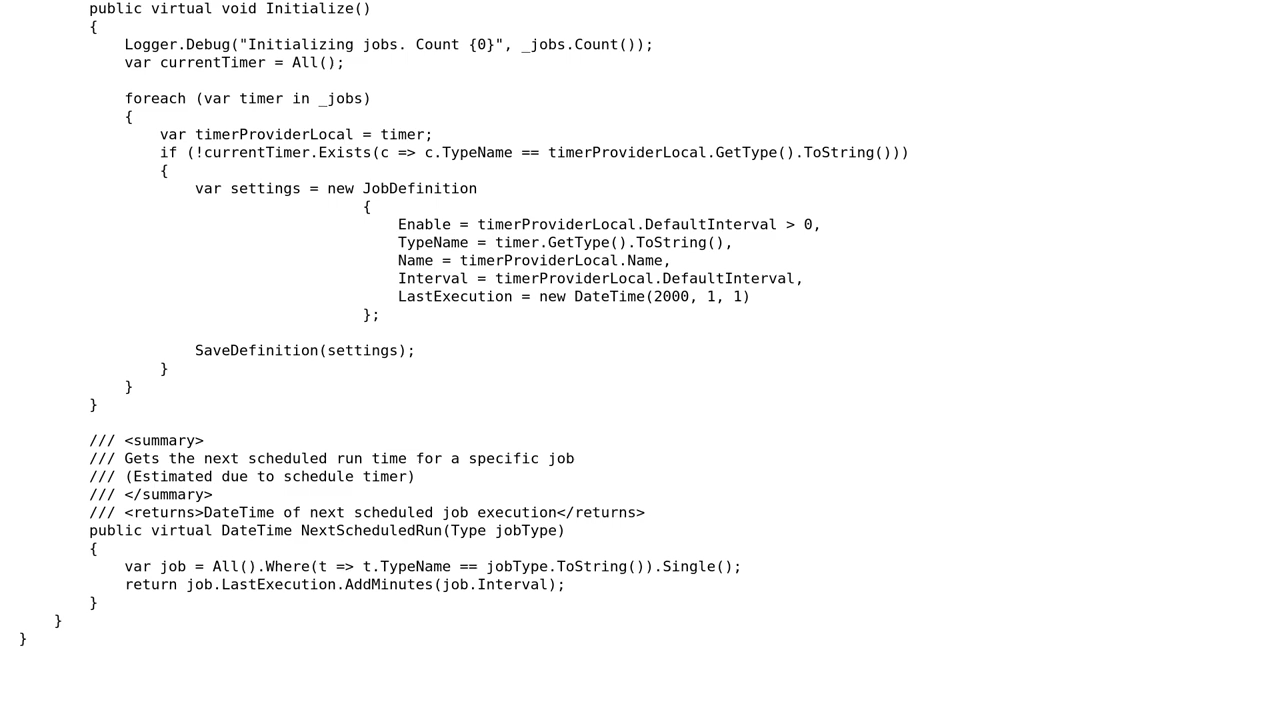 public virtual void Initialize()
        {
            Logger.Debug("Initializing jobs. Count {0}", _jobs.Count());
            var currentTimer = All();

            foreach (var timer in _jobs)
            {
                var timerProviderLocal = timer;
                if (!currentTimer.Exists(c => c.TypeName == timerProviderLocal.GetType().ToString()))
                {
                    var settings = new JobDefinition
                                       {
                                           Enable = timerProviderLocal.DefaultInterval > 0,
                                           TypeName = timer.GetType().ToString(),
                                           Name = timerProviderLocal.Name,
                                           Interval = timerProviderLocal.DefaultInterval,
                                           LastExecution = new DateTime(2000, 1, 1)
                                       };

                    SaveDefinition(settings);
                }
            }
        }

        /// <summary>
        /// Gets the next scheduled run time for a specific job
        /// (Estimated due to schedule timer)
        /// </summary>
        /// <returns>DateTime of next scheduled job execution</returns>
        public virtual DateTime NextScheduledRun(Type jobType)
        {
            var job = All().Where(t => t.TypeName == jobType.ToString()).Single();
            return job.LastExecution.AddMinutes(job.Interval);
        }
    }
}